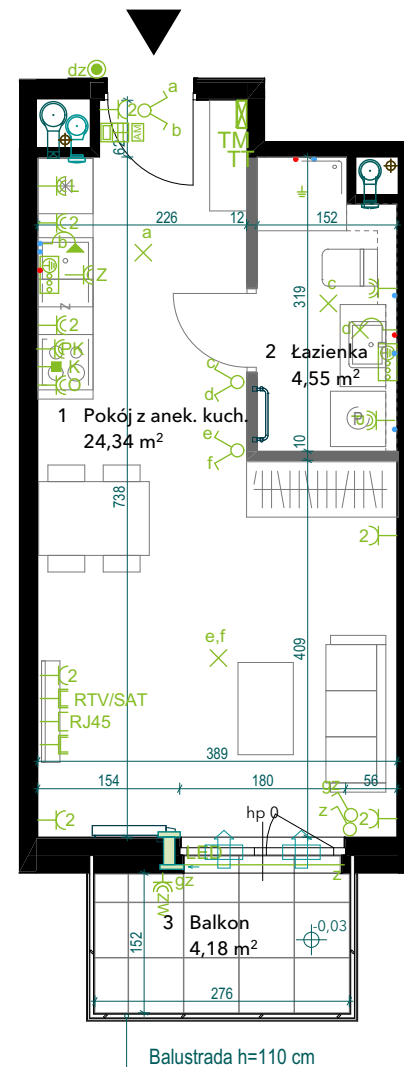 dz
2
a
b
TM
TT
63
L
226
12
152
2
b
a
Z
c
319
d
z
2
PK
K
CO
c
d
2 Łazienka
4,55 m²
P
1 Pokój z anek. kuch.
24,34 m²
e
f
10
738
2
409
e,f
2
RTV/SAT
RJ45
389
154
180
56
gz
hp 0
z
2
2
LED
gz
z
WZ
3 Balkon
4,18 m²
-0,03
152
276
Balustrada h=110 cm